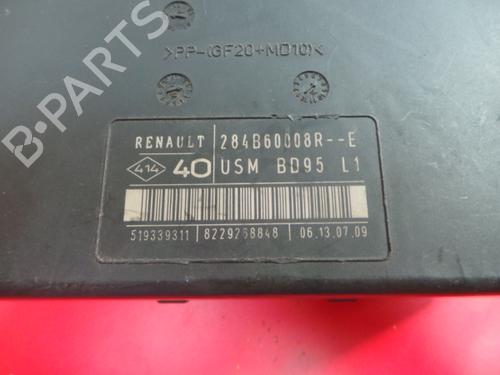 B-PARTS
>PP-(GF20+MD10)<
RENAULT 284B60008R--E
414 40 USM BD95 L1
519339311 8229268848 06.13.07.09